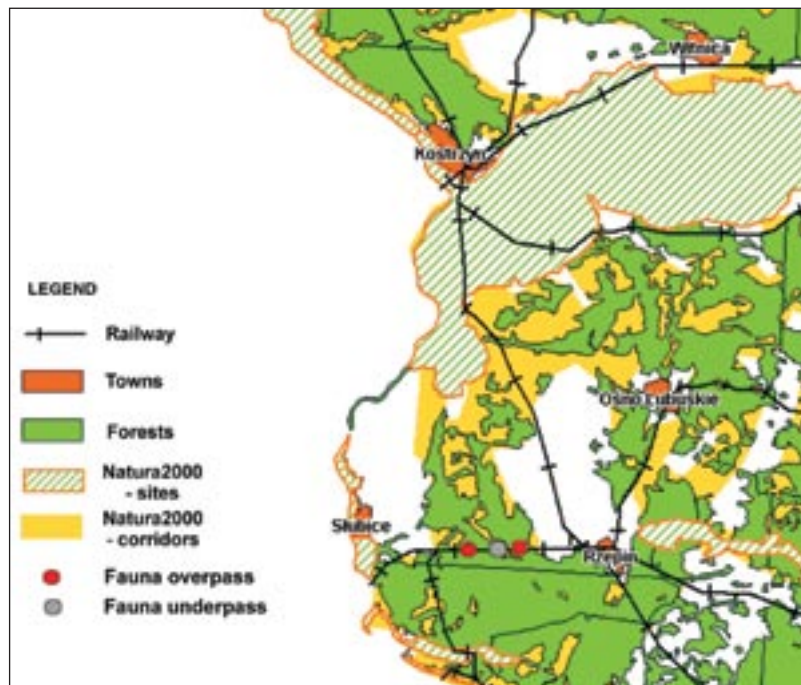 Witnica
Kostrzyn
LEGEND
Railway
Towns
Forests
Natura2000
- sites
Natura2000
- corridors
Fauna overpass
Fauna underpass
Ośno Lubuskie
Słubice
Rzepin